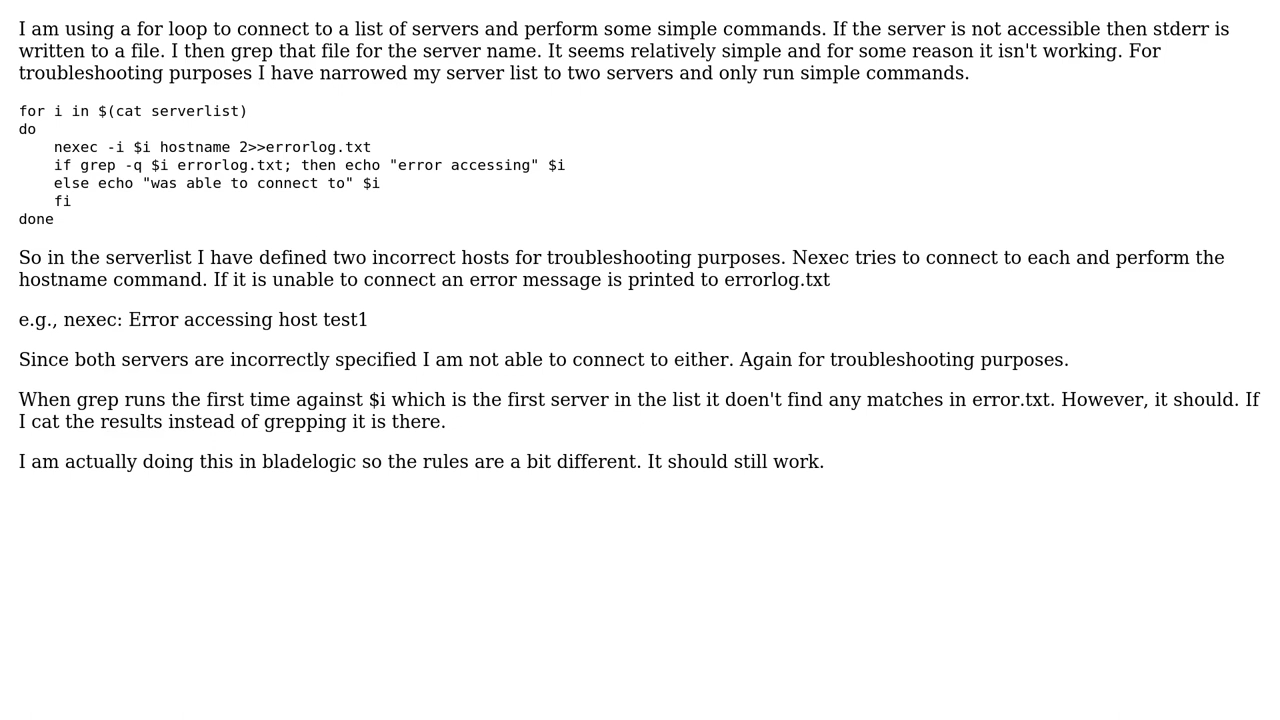 I am using a for loop to connect to a list of servers and perform some simple commands. If the server is not accessible then stderr is
written to a file. I then grep that file for the server name. It seems relatively simple and for some reason it isn't working. For
troubleshooting purposes I have narrowed my server list to two servers and only run simple commands.
for i in $(cat serverlist)
do
    nexec -i $i hostname 2>>errorlog.txt
    if grep -q $i errorlog.txt; then echo "error accessing" $i
    else echo "was able to connect to" $i
    fi
done
So in the serverlist I have defined two incorrect hosts for troubleshooting purposes. Nexec tries to connect to each and perform the
hostname command. If it is unable to connect an error message is printed to errorlog.txt
e.g., nexec: Error accessing host test1
Since both servers are incorrectly specified I am not able to connect to either. Again for troubleshooting purposes.
When grep runs the first time against $i which is the first server in the list it doen't find any matches in error.txt. However, it should. If
I cat the results instead of grepping it is there.
I am actually doing this in bladelogic so the rules are a bit different. It should still work.